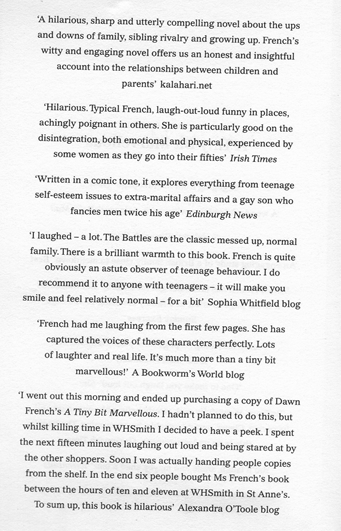 'A hilarious, sharp and utterly compelling novel about the ups
and downs of family, sibling rivalry and growing up. French's
witty and engaging novel offers us an honest and insightful
account into the relationships between children and
parents' kalahari.net
'Hilarious. Typical French, laugh-out-loud funny in places,
achingly poignant in others. She is particularly good on the
disintegration, both emotional and physical, experienced by
some women as they go into their fifties' Irish Times
'Written in a comic tone, it explores everything from teenage
self-esteem issues to extra-marital affairs and a gay son who
fancies men twice his age' Edinburgh News
'I laughed – a lot. The Battles are the classic messed up, normal
family. There is a brilliant warmth to this book. French is quite
obviously an astute observer of teenage behaviour. I do
recommend it to anyone with teenagers – it will make you
smile and feel relatively normal – for a bit' Sophia Whitfield blog
'French had me laughing from the first few pages. She has
captured the voices of these characters perfectly. Lots
of laughter and real life. It's much more than a tiny bit
marvellous!' A Bookworm's World blog
'I went out this morning and ended up purchasing a copy of Dawn
French's A Tiny Bit Marvellous. I hadn't planned to do this, but
whilst killing time in WHSmith I decided to have a peek. I spent
the next fifteen minutes laughing out loud and being stared at by
the other shoppers. Soon I was actually handing people copies
from the shelf. In the end six people bought Ms French's book
between the hours of ten and eleven at WHSmith in St Anne's.
To sum up, this book is hilarious' Alexandra O'Toole blog